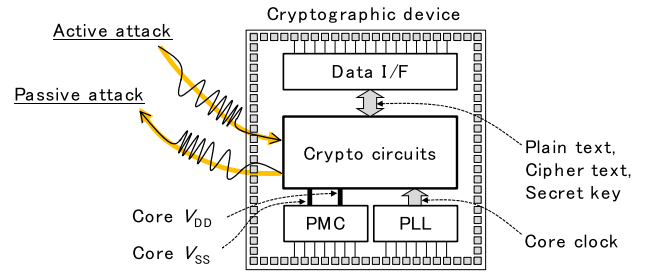 Cryptographic device
Active attack
Data I/F
Passive attack
Crypto circuits
Plain text,
Cipher text,
Secret key
Core VDD
PMC
PLL
Core VSS
Core clock